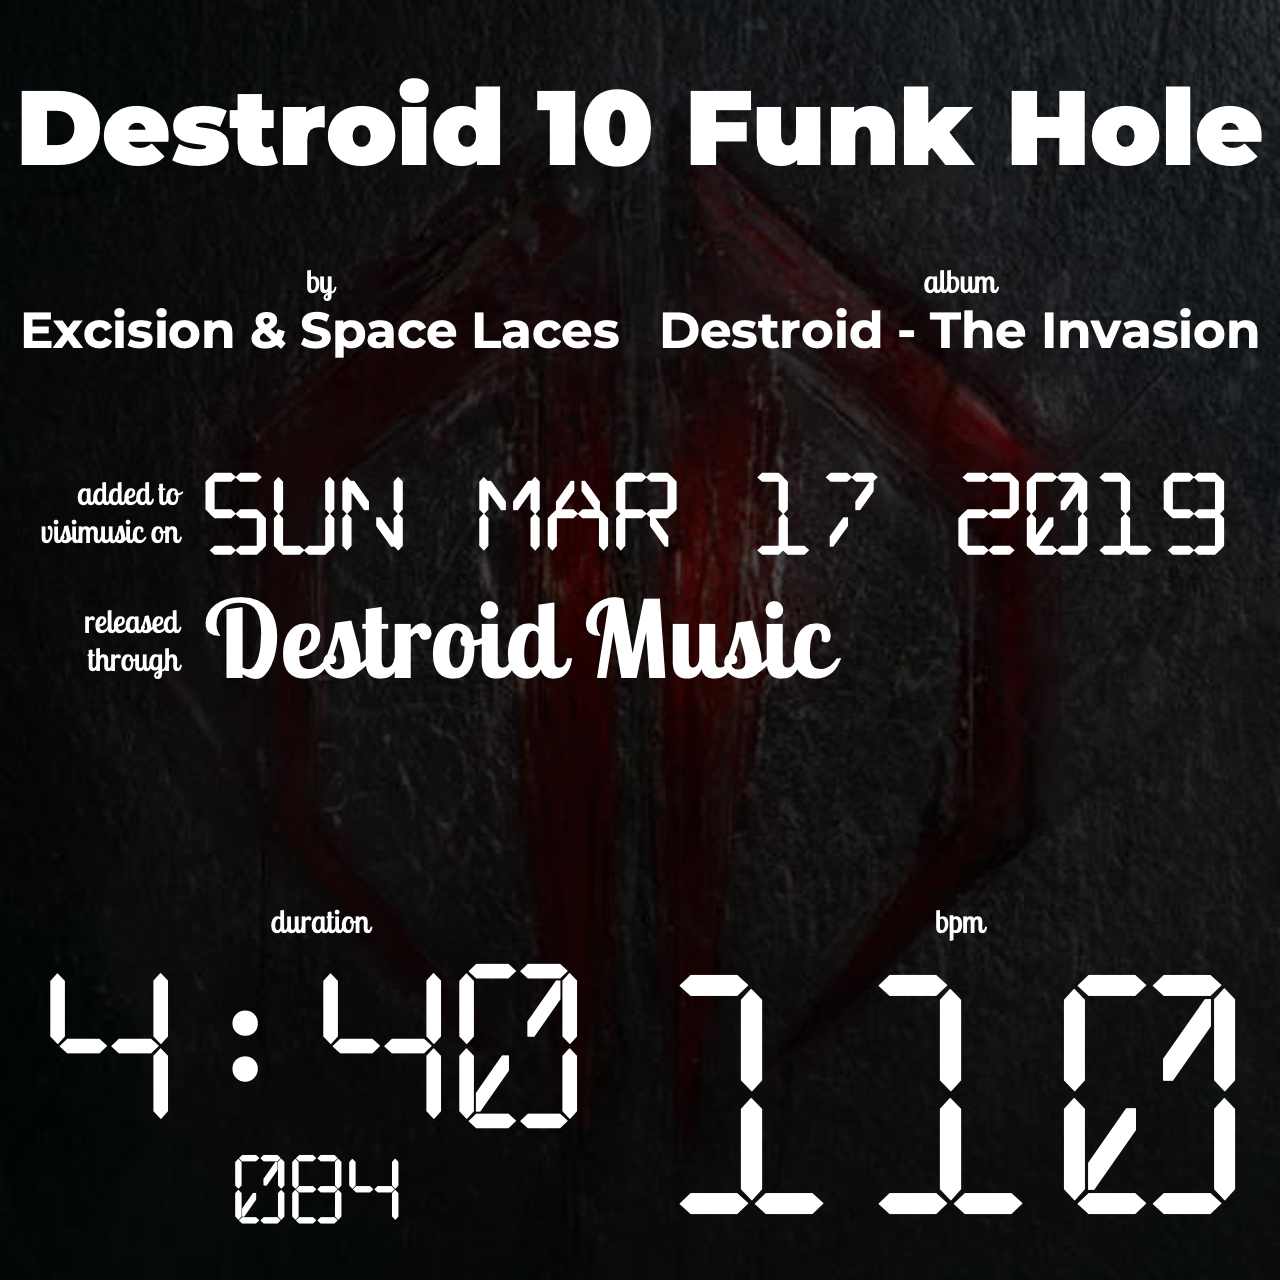 Destroid 10 Funk Hole
by
Excision & Space Laces
album
Destroid - The Invasion
added to
visimusic on
SUN MAR 17 2019
released
through
Destroid Music
duration
4:40
084
bpm
110